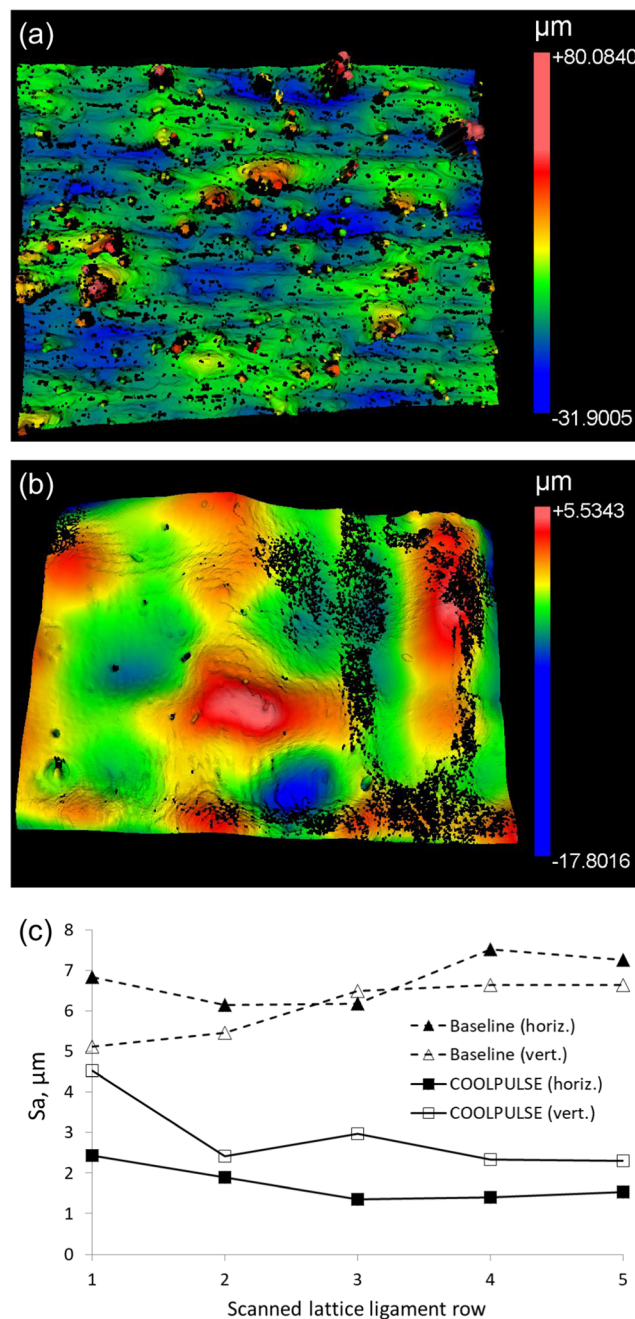 (a)
µm
+80.0840
-31.9005
(b)
µm
+5.5343
-17.8016
(c)
8
7
6
5
4
3
2
1
0
Sa, µm
Baseline (horiz.)
Baseline (vert.)
COOLPULSE (horiz.)
COOLPULSE (vert.)
1 2 3 4 5
Scanned lattice ligament row